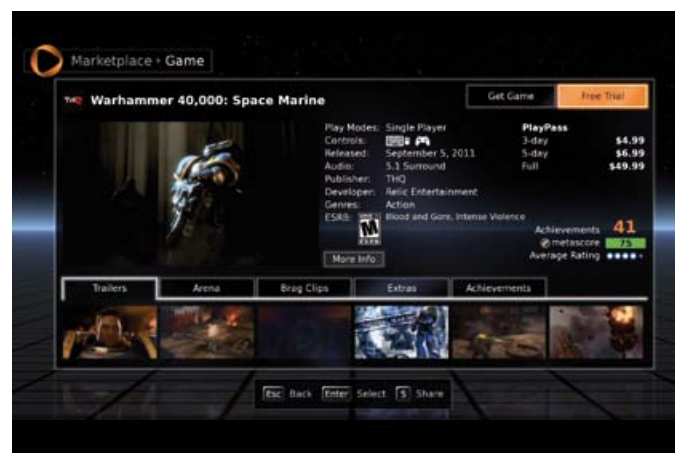 Marketplace • Game
THQ Warhammer 40,000: Space Marine
Get Game
Free Trial
Play Modes: Single Player
Controls:
Released: September 5, 2011
Audio: 5.1 Surround
Publisher: THQ
Developer: Relic Entertainment
Genres: Action
ESRB: M Blood and Gore, Intense Violence
More Info
PlayPass
3-day $4.99
5-day $6.99
Full $49.99
Achievements 41
metascore 75
Average Rating
Trailers
Arena
Brag Clips
Extras
Achievements
Esc Back Enter Select S Share